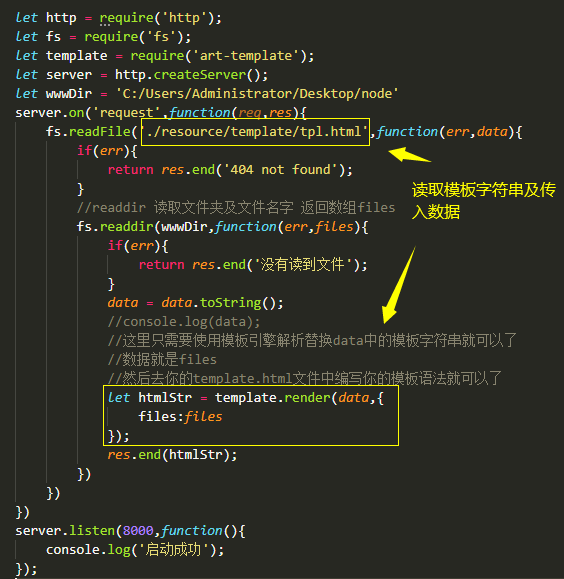 let http = require('http');
let fs = require('fs');
let template = require('art-template');
let server = http.createServer();
let wwwDir = 'C:/Users/Administrator/Desktop/node'
server.on('request',function(req,res){
    fs.readFile('./resource/template/tpl.html',function(err,data){
        if(err){
            return res.end('404 not found');
        }
        //readdir 读取文件夹及文件名字 返回数组files
        fs.readdir(wwwDir,function(err,files){
            if(err){
                return res.end('没有读到文件');
            }
            data = data.toString();
            //console.log(data);
            //这里只需要使用模板引擎解析替换data中的模板字符串就可以了
            //数据就是files
            //然后去你的template.html文件中编写你的模板语法就可以了
            let htmlStr = template.render(data,{
                files:files
            });
            res.end(htmlStr);
        })
    })
})
server.listen(8000,function(){
    console.log('启动成功');
});
读取模板字符串及传
入数据